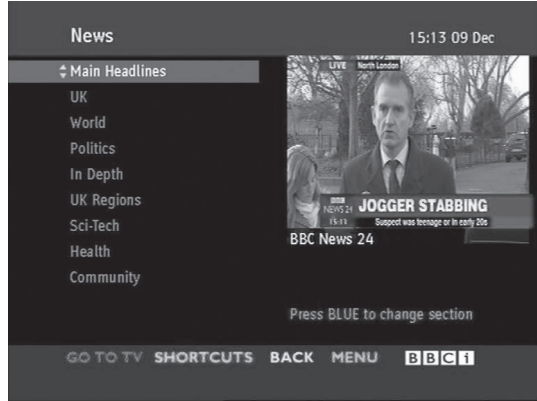 News
15:13 09 Dec
Main Headlines
UK
World
Politics
In Depth
UK Regions
Sci-Tech
Health
Community
LIVE North London
BBC
NEWS 24
15:13
JOGGER STABBING
Suspect was teenage or in early 20s
BBC News 24
Press BLUE to change section
GO TO TV SHORTCUTS BACK MENU BBCi